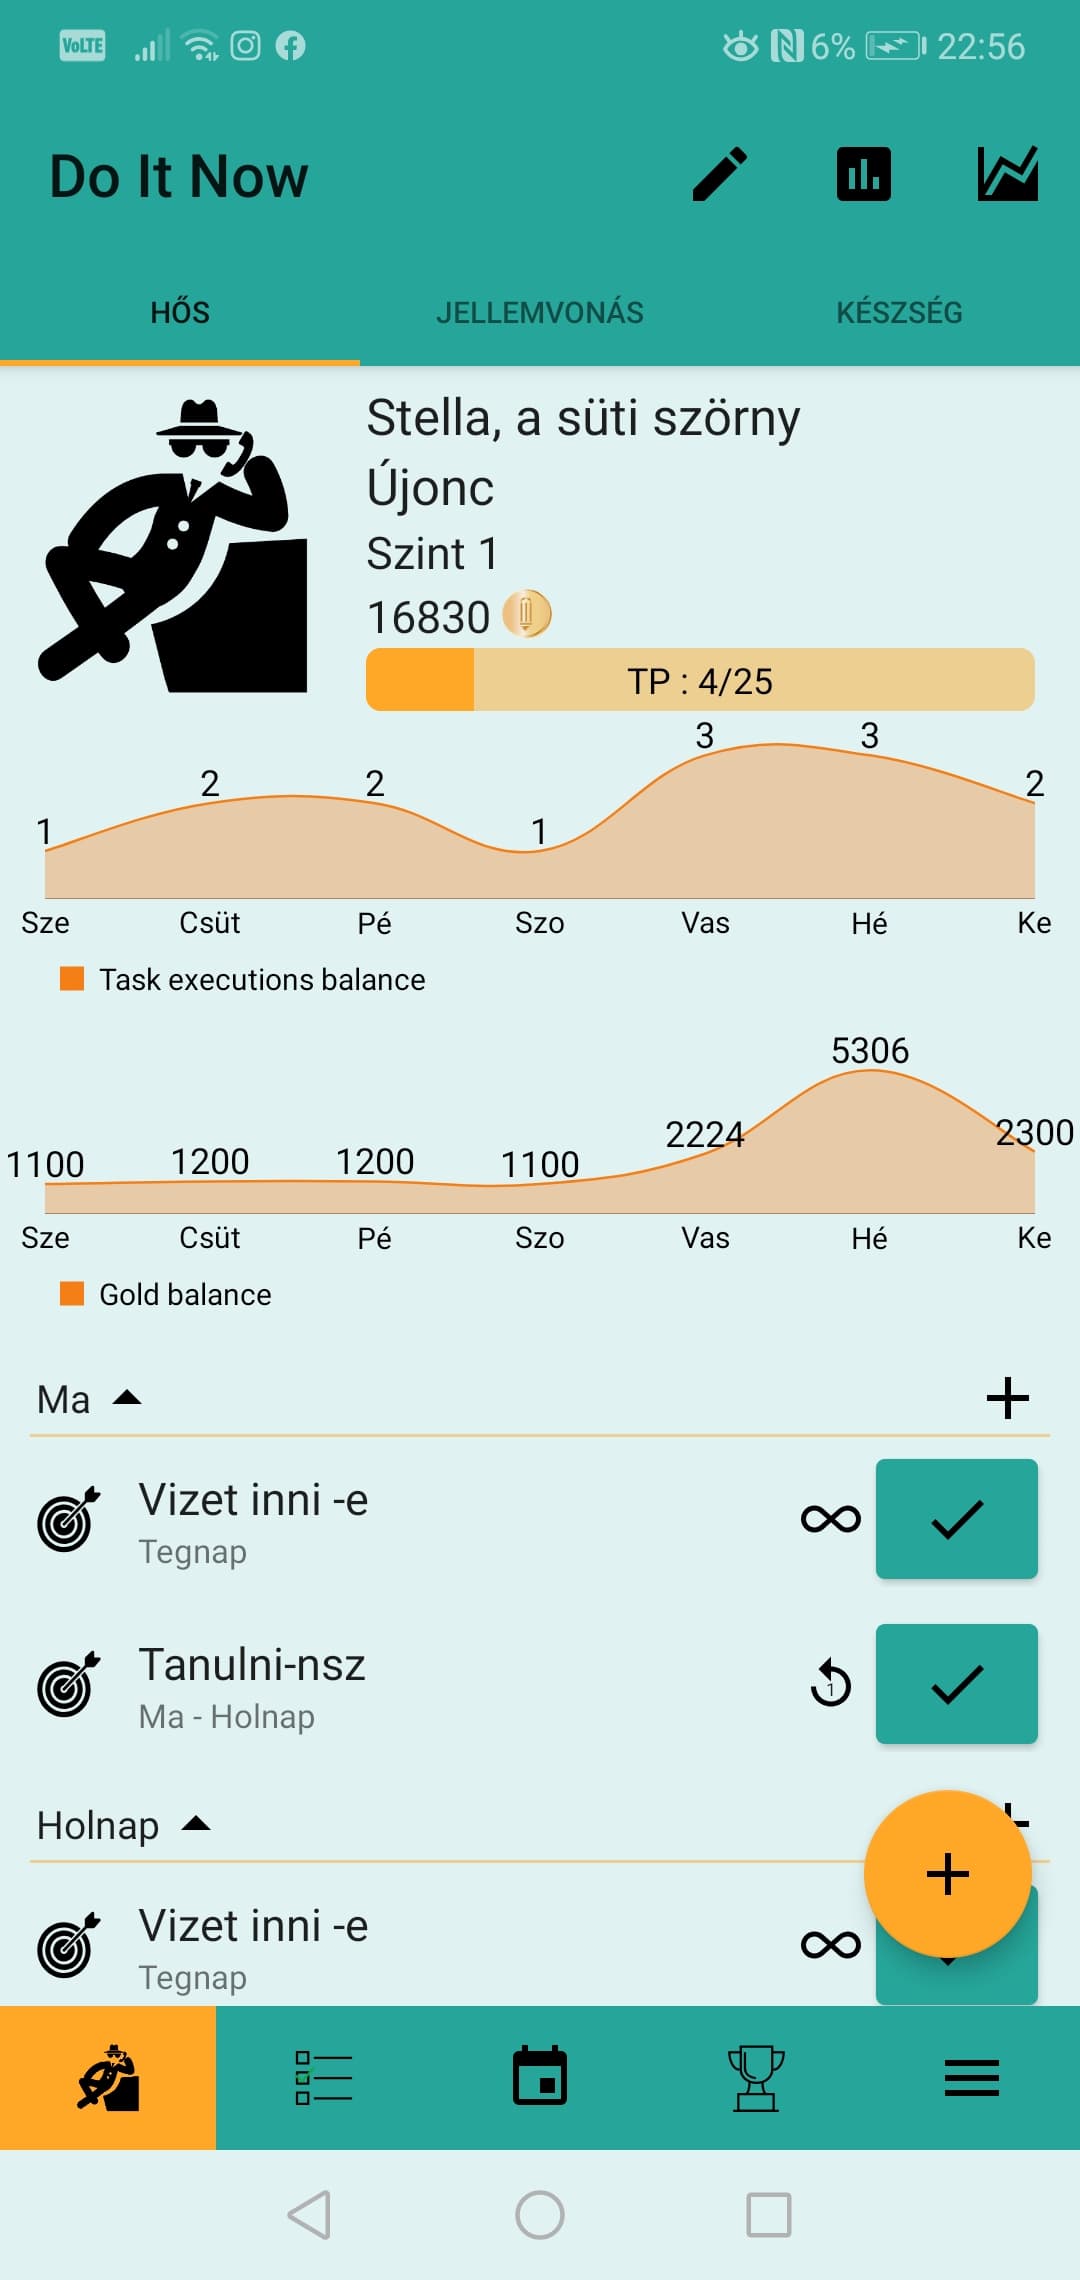 VoLTE 6% 22:56
Do It Now
HŐS JELLEMVONÁS KÉSZSÉG
Stella, a süti szörny
Újonc
Szint 1
16830
TP : 4/25
1 2 2 1 3 3 2
Sze Csüt Pé Szo Vas Hé Ke
Task executions balance
1100 1200 1200 1100 2224 5306 2300
Sze Csüt Pé Szo Vas Hé Ke
Gold balance
Ma
Vizet inni -e
Tegnap
Tanulni-nsz
1
Ma - Holnap
Holnap
Vizet inni -e
Tegnap